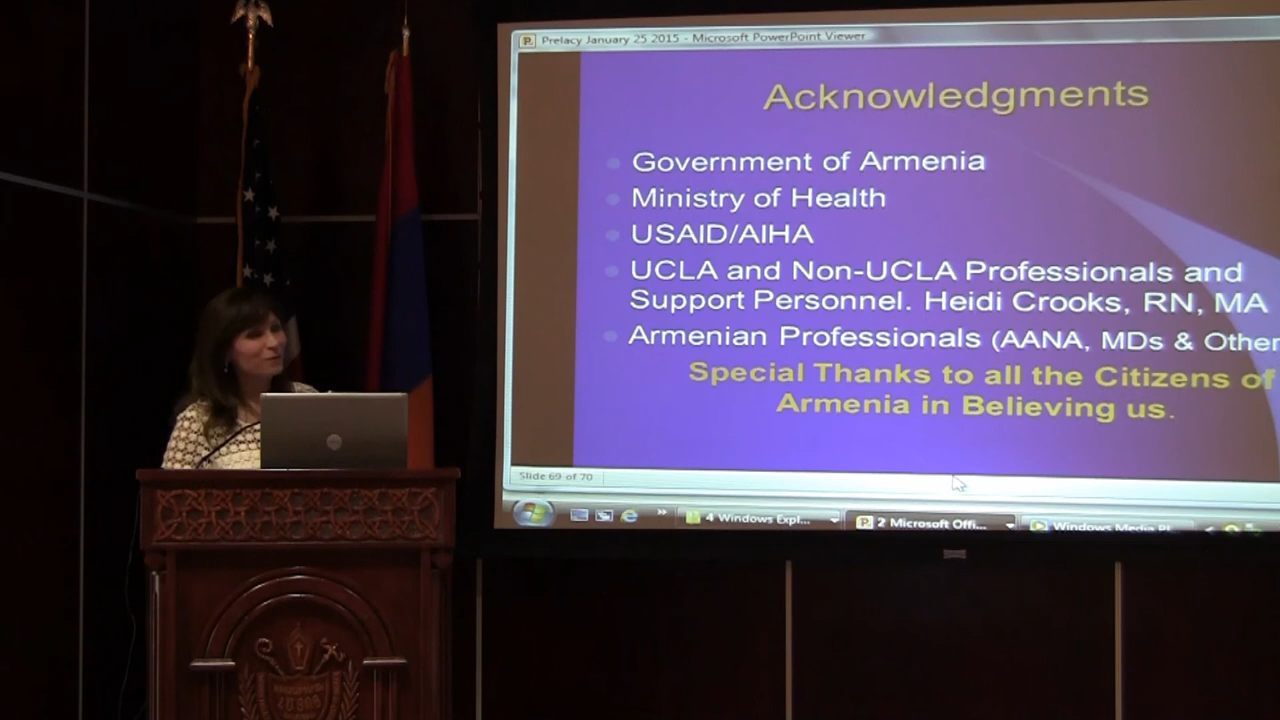 Prelacy January 25 2015 - Microsoft PowerPoint Viewer
Acknowledgments
Government of Armenia
Ministry of Health
USAID/AIHA
UCLA and Non-UCLA Professionals and
Support Personnel. Heidi Crooks, RN, MA
Armenian Professionals (AANA, MDs & Other
Special Thanks to all the Citizens of
Armenia in Believing us.
Slide 69 of 70
4 Windows Expl...
2 Microsoft Offi...
Windows Media Pl